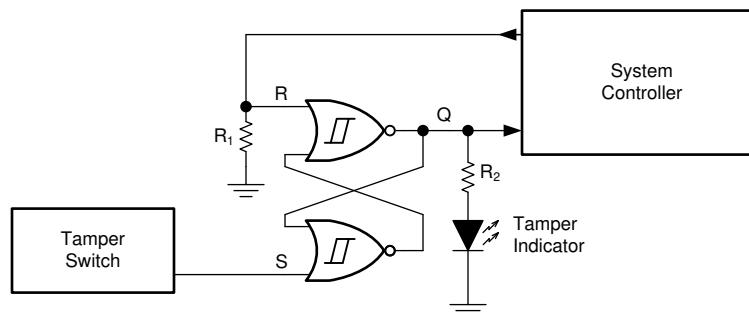 System
Controller
R
Q
R1
R2
Tamper
Indicator
Tamper
Switch
S